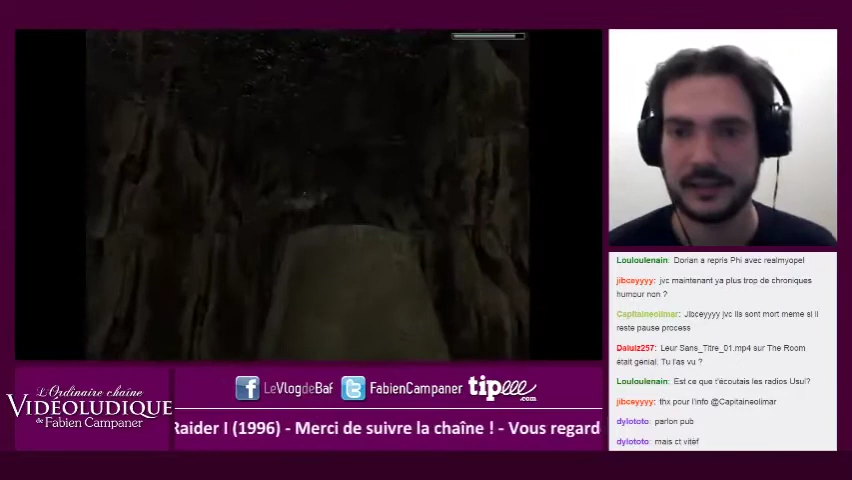 Louloulenain: Dorian a repris Phi avec realmyopel
jibceyyyy: jvc maintenant ya plus trop de chroniques
humour non ?
Capitaineolimar: Jibceyyyy jvc ils sont mort meme si il
reste pause process
Daluiz257: Leur Sans_Titre_01.mp4 sur The Room
était génial. Tu l'as vu ?
Louloulenain: Est ce que t'écoutais les radios Usul?
jibceyyyy: thx pour l'info @Capitaineolimar
dylototo: parlon pub
dylototo: mais ct vitef
LeVlogdeBaf FabienCampaner tipeee.com
L'Ordinaire chaîne
VIDÉOLUDIQUE
de Fabien Campaner
Raider I (1996) - Merci de suivre la chaîne ! - Vous regard